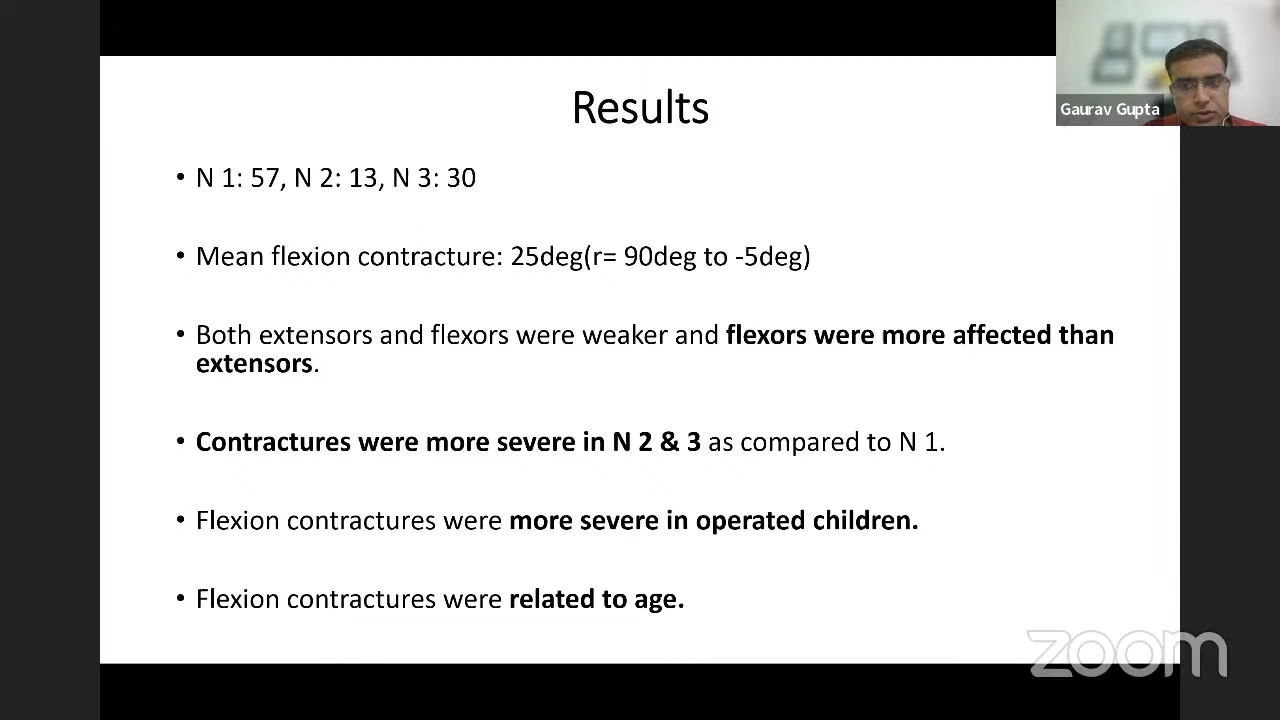 Results
Gaurav Gupta
• N 1: 57, N 2: 13, N 3: 30
• Mean flexion contracture: 25deg(r= 90deg to -5deg)
• Both extensors and flexors were weaker and flexors were more affected than
extensors.
• Contractures were more severe in N 2 & 3 as compared to N 1.
• Flexion contractures were more severe in operated children.
• Flexion contractures were related to age.
zoom